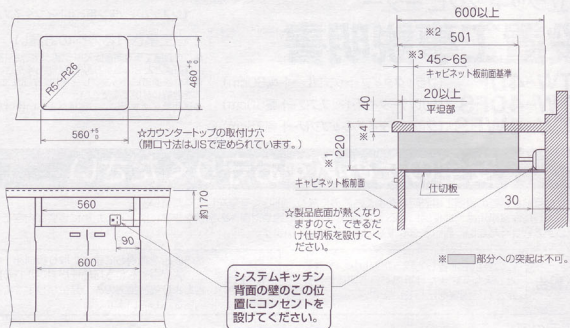 R5~R26
460 +5 0
560 +5 0
☆カウンタートップの取付け穴
(開口寸法はJISで定められています。)
560
約170
90
600
システムキッチン
背面の壁のこの位
置にコンセントを
設けてください。
600以上
※2 501
※3 45~65
キャビネット板前面基準
20以上
平坦部
40
※4
※1
220
キャビネット板前面
仕切板
30
☆製品底面が熱くなり
ますので、できるだ
け仕切板を設けてく
ださい。
※ 部分への突起は不可。